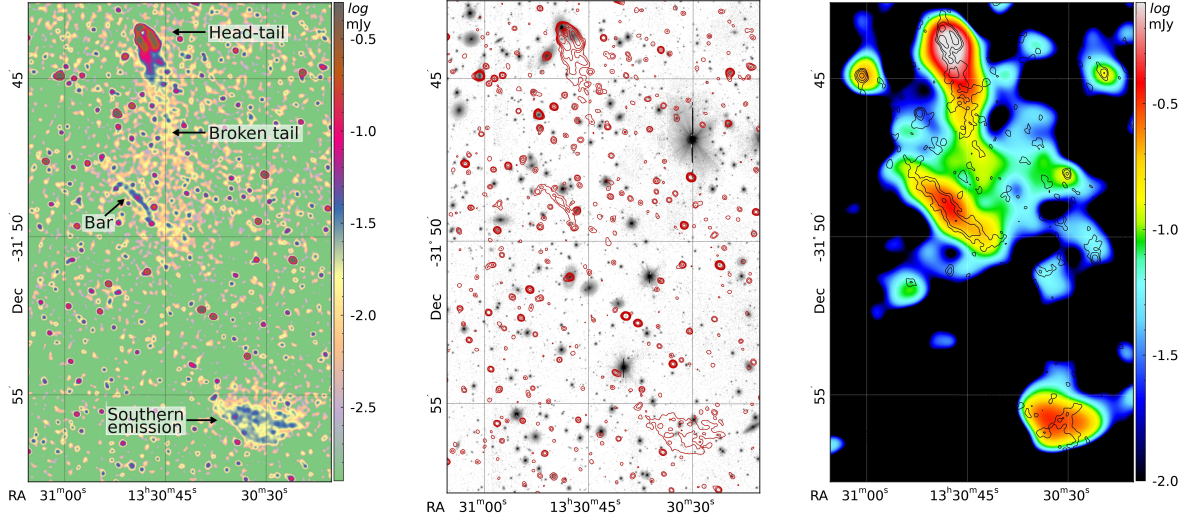 log
mJy
-0.5
-1.0
-1.5
-2.0
-2.5
Head-tail
Broken tail
Bar
Southern
emission
45′
-31° 50′
55′
Dec
RA 31ᵐ00ˢ 13ʰ30ᵐ45ˢ 30ᵐ30ˢ
45′
-31° 50′
55′
Dec
RA 31ᵐ00ˢ 13ʰ30ᵐ45ˢ 30ᵐ30ˢ
log
mJy
-0.5
-1.0
-1.5
-2.0
45′
-31° 50′
55′
Dec
RA 31ᵐ00ˢ 13ʰ30ᵐ45ˢ 30ᵐ30ˢ